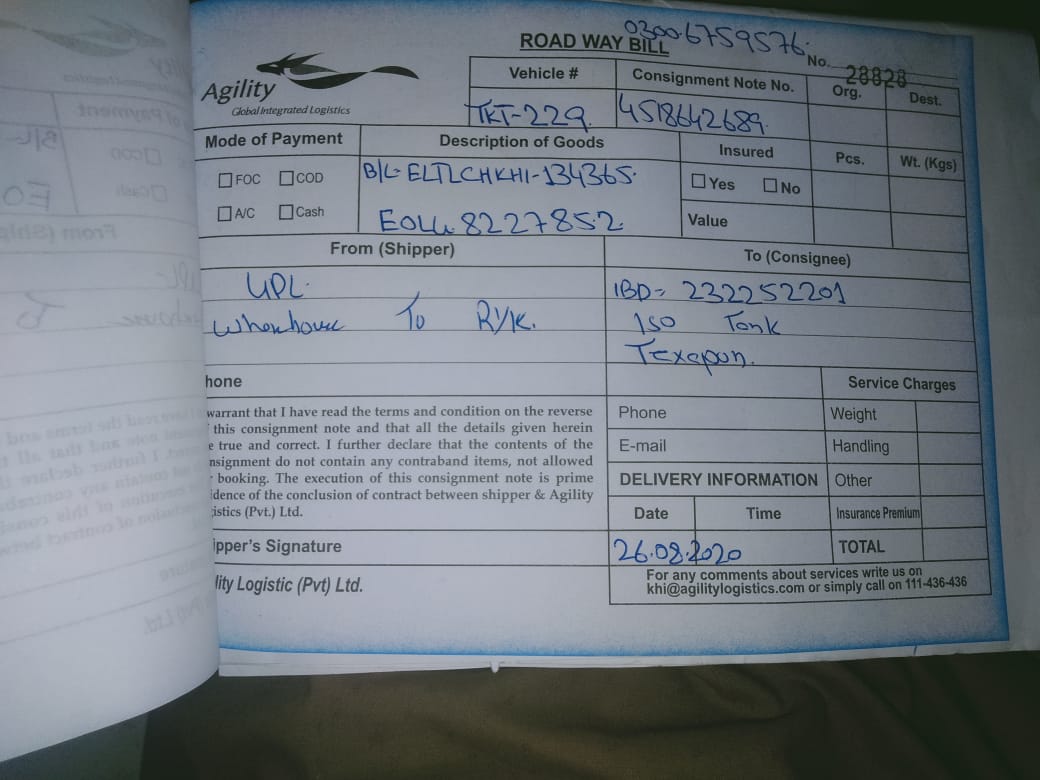 0300-6759576.
ROAD WAY BILL
No. 28828
Agility
Global Integrated Logistics
Vehicle #
Consignment Note No.
Org.
Dest.
TKT-229.
4518642689.
Mode of Payment
Description of Goods
Insured
Pcs.
Wt. (Kgs)
FOC COD
B/L- ELTLCHKHI-134365.
Yes No
A/C Cash
EOLU 8227852.
Value
From (Shipper)
To (Consignee)
UPL.
IBD= 232252201
To RYK.
ISO Tank
Texapon.
hone
Service Charges
warrant that I have read the terms and condition on the reverse
this consignment note and that all the details given herein
e true and correct. I further declare that the contents of the
nsignment do not contain any contraband items, not allowed
booking. The execution of this consignment note is prime
idence of the conclusion of contract between shipper & Agility
gistics (Pvt.) Ltd.
Phone
Weight
E-mail
Handling
DELIVERY INFORMATION
Other
Date
Time
Insurance Premium
ipper's Signature
26.08.2020
TOTAL
lity Logistic (Pvt) Ltd.
For any comments about services write us on
khi@agilitylogistics.com or simply call on 111-436-436